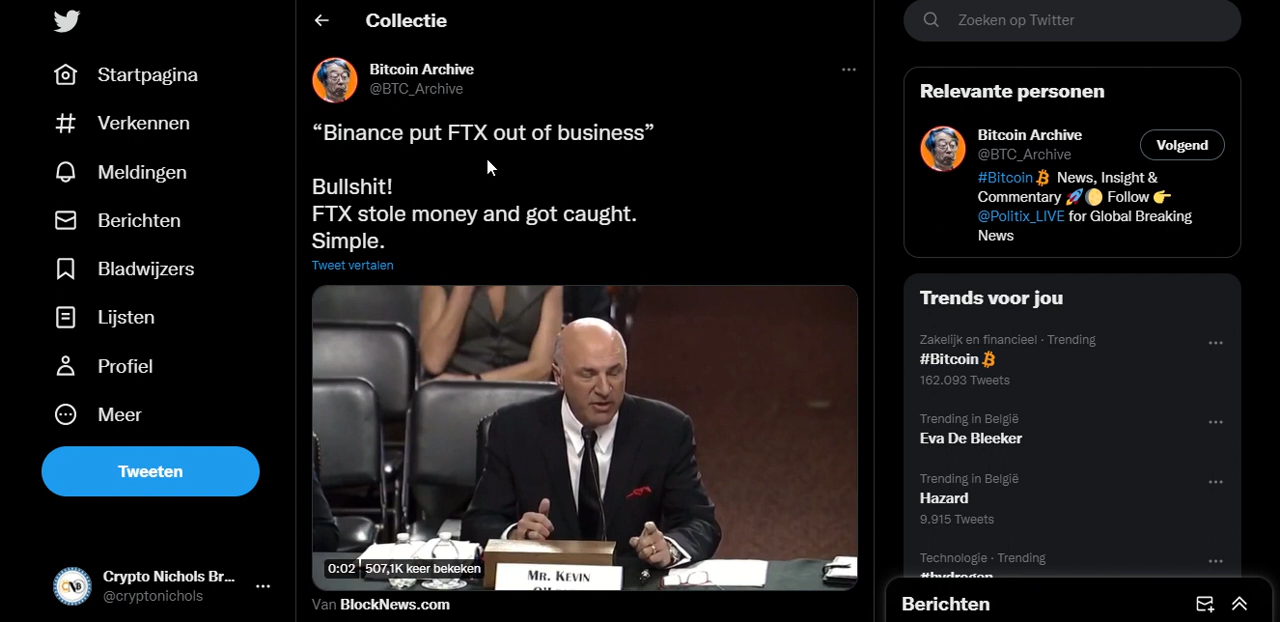 Startpagina
Verkennen
Meldingen
Berichten
Bladwijzers
Lijsten
Profiel
Meer
Tweeten
Crypto Nichols Br...
@cryptonichols
Collectie
Bitcoin Archive
@BTC_Archive
“Binance put FTX out of business”
Bullshit!
FTX stole money and got caught.
Simple.
Tweet vertalen
MR. KEVIN
0:02 507,1K keer bekeken
Van BlockNews.com
Zoeken op Twitter
Relevante personen
Bitcoin Archive
@BTC_Archive
Volgend
#Bitcoin News, Insight &
Commentary 🚀🌔 Follow 👉
@Politix_LIVE for Global Breaking
News
Trends voor jou
Zakelijk en financieel · Trending
#Bitcoin
162.093 Tweets
Trending in België
Eva De Bleeker
Trending in België
Hazard
9.915 Tweets
Technologie · Trending
#hydrogen
Berichten